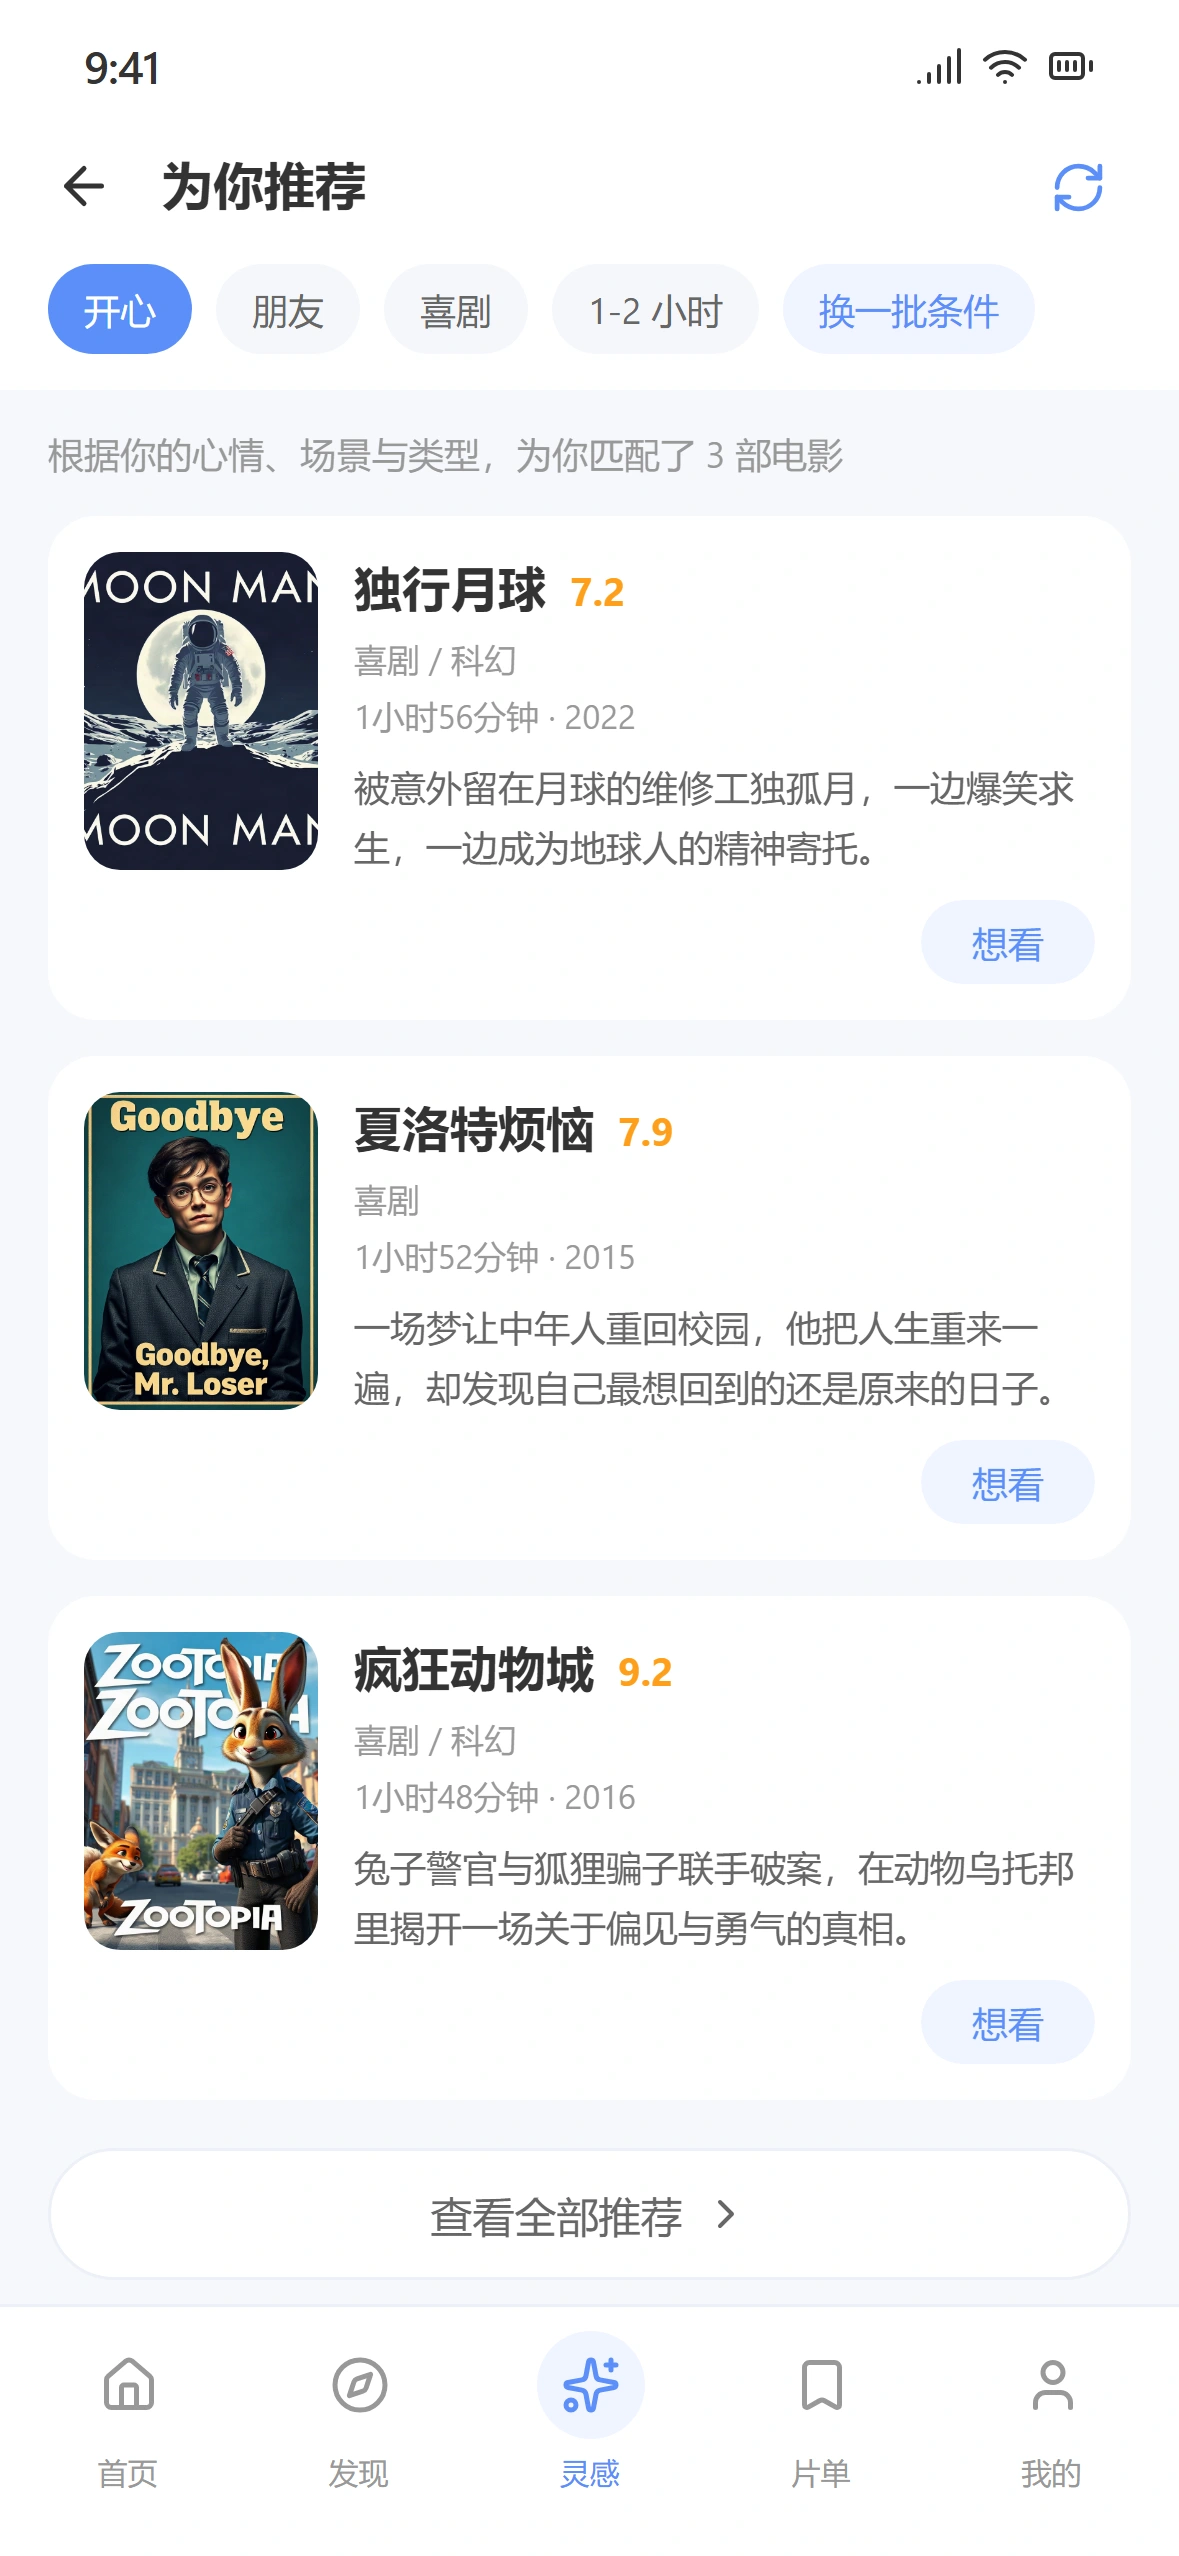 9:41
为你推荐
开心 朋友 喜剧 1-2 小时 换一批条件
根据你的心情、场景与类型，为你匹配了 3 部电影
MOON MAN
MOON MAN
独行月球 7.2
喜剧 / 科幻
1小时56分钟 · 2022
被意外留在月球的维修工独孤月，一边爆笑求
生，一边成为地球人的精神寄托。
想看
Goodbye
Goodbye,
Mr. Loser
夏洛特烦恼 7.9
喜剧
1小时52分钟 · 2015
一场梦让中年人重回校园，他把人生重来一
遍，却发现自己最想回到的还是原来的日子。
想看
ZOOTOPIA
ZOOTOPIA
ZOOTOPIA
疯狂动物城 9.2
喜剧 / 科幻
1小时48分钟 · 2016
兔子警官与狐狸骗子联手破案，在动物乌托邦
里揭开一场关于偏见与勇气的真相。
想看
查看全部推荐
首页 发现 灵感 片单 我的